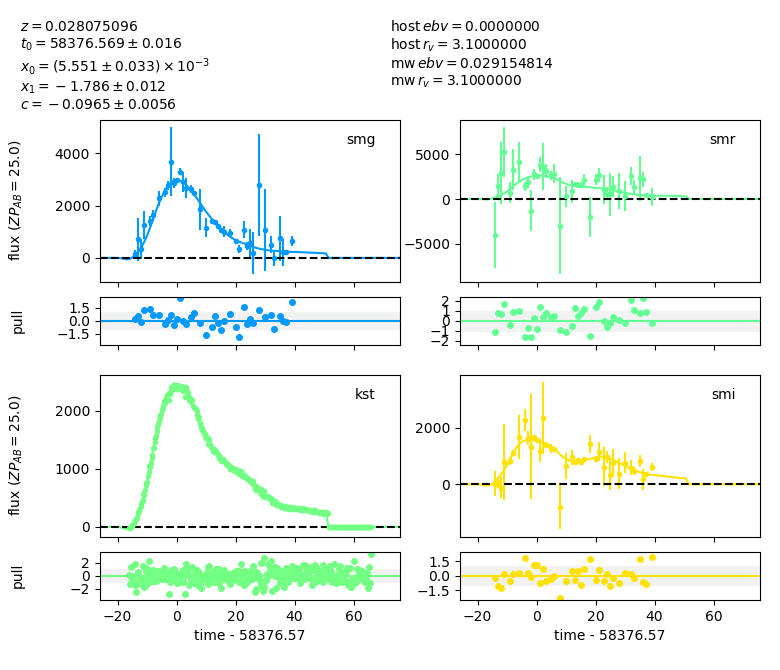 z = 0.028075096
t₀ = 58376.569 ± 0.016
x₀ = (5.551 ± 0.033) × 10⁻³
x₁ = −1.786 ± 0.012
c = −0.0965 ± 0.0056
host ebv = 0.0000000
host r_v = 3.1000000
mw ebv = 0.029154814
mw r_v = 3.1000000
smg
flux (ZP_AB = 25.0)
4000
2000
0
smr
5000
0
−5000
pull
1.5
0.0
−1.5
2
1
0
−1
−2
kst
flux (ZP_AB = 25.0)
2000
1000
0
smi
2000
0
pull
2
0
−2
−20 0 20 40 60
time - 58376.57
1.5
0.0
−1.5
−20 0 20 40 60
time - 58376.57